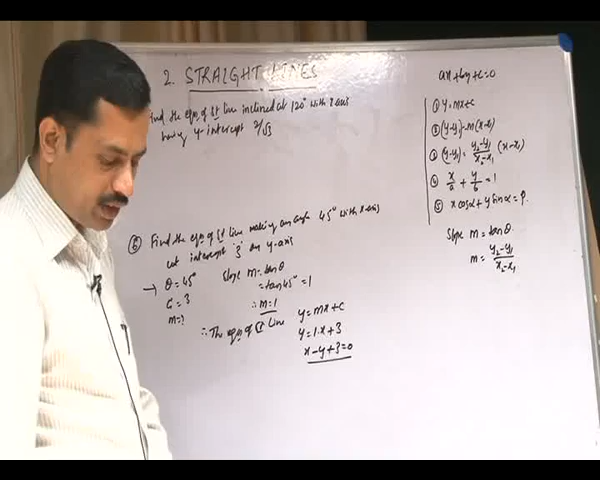 2. STRAIGHT LINES
Find the eqn of St line inclined at 120° with X axis
having y-intercept 2/√3
⑥ Find the eqn of St line making an angle 45° with x-axis
cut intercept '3' on y-axis
→ θ = 45°
C = 3
m = ?
Slope m = tanθ
= tan 45° = 1
∴ m = 1
∴ The eqn of St Line y = mx + c
y = 1·x + 3
x - y + 3 = 0
ax + by + c = 0
① y = mx + c
② (y-y₁) = m(x-x₁)
③ (y-y₁) = y₂-y₁/x₂-x₁ (x-x₁)
④ x/a + y/b = 1
⑤ x cosα + y sinα = P.
Slope m = tanθ.
m = y₂-y₁/x₂-x₁